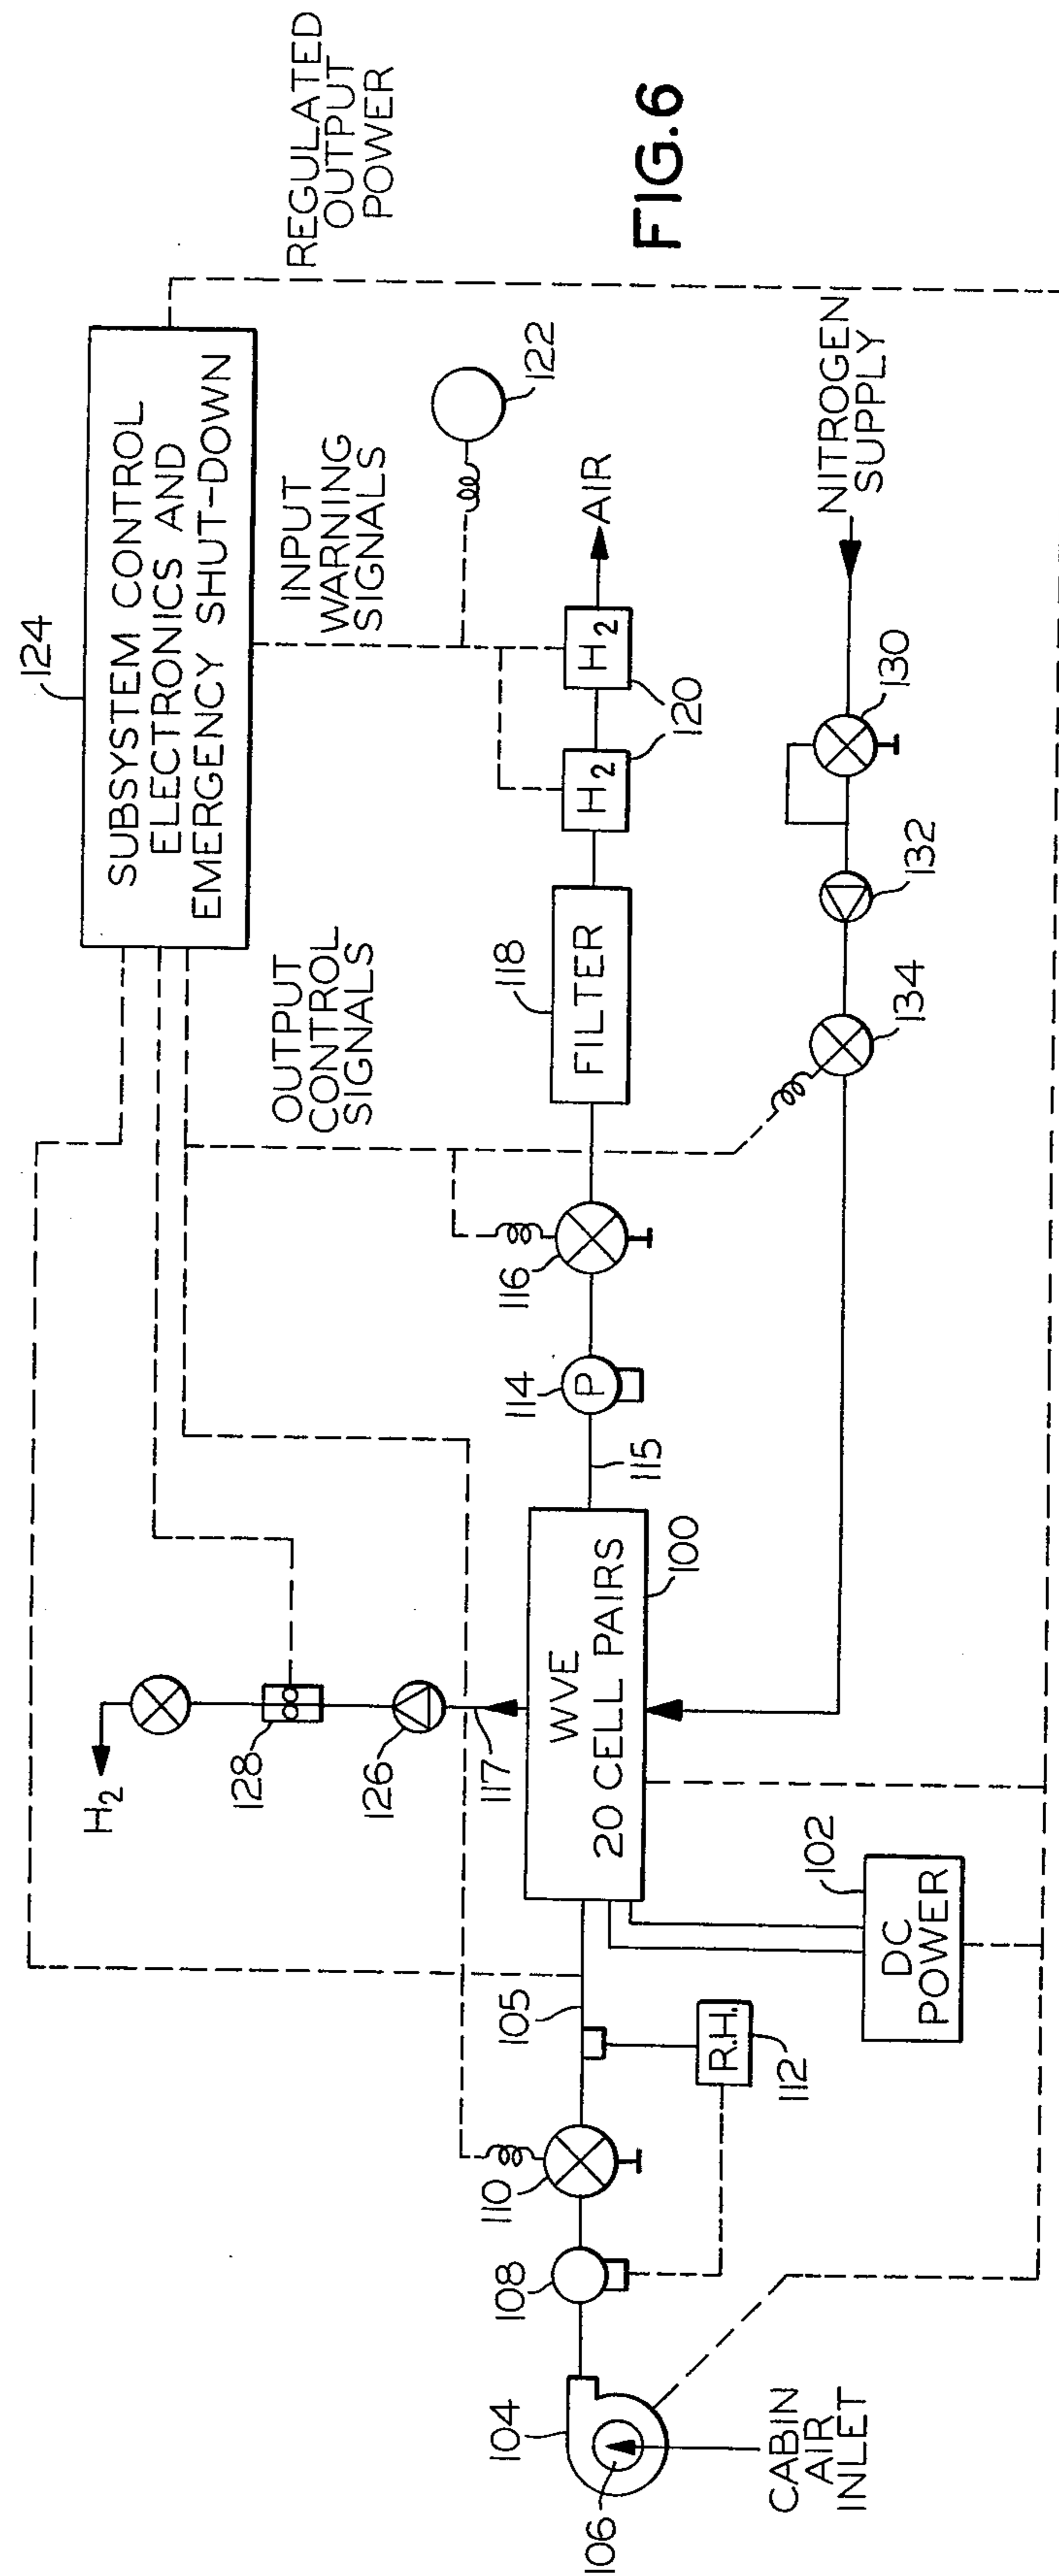 FIG.6
124
SUBSYSTEM CONTROL
ELECTRONICS AND
EMERGENCY SHUT-DOWN
REGULATED
OUTPUT
POWER
OUTPUT
CONTROL
SIGNALS
INPUT
WARNING
SIGNALS
122
H2
128
126
117
104
106
CABIN
AIR
INLET
108
110
105
R.H.
112
WVE
20 CELL PAIRS
100
102
DC
POWER
115
114
P
116
118
FILTER
H2
H2
120
AIR
134
132
130
NITROGEN
SUPPLY